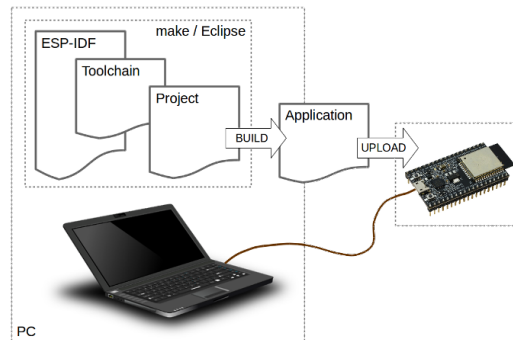 make / Eclipse
ESP-IDF
Toolchain
Project
BUILD
Application
UPLOAD
PC